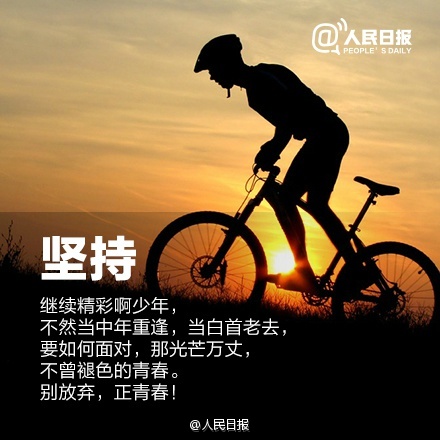 @人民日报
PEOPLE'S DAILY
坚持
继续精彩啊少年，
不然当中年重逢，当白首老去，
要如何面对，那光芒万丈，
不曾褪色的青春。
别放弃，正青春！
@人民日报